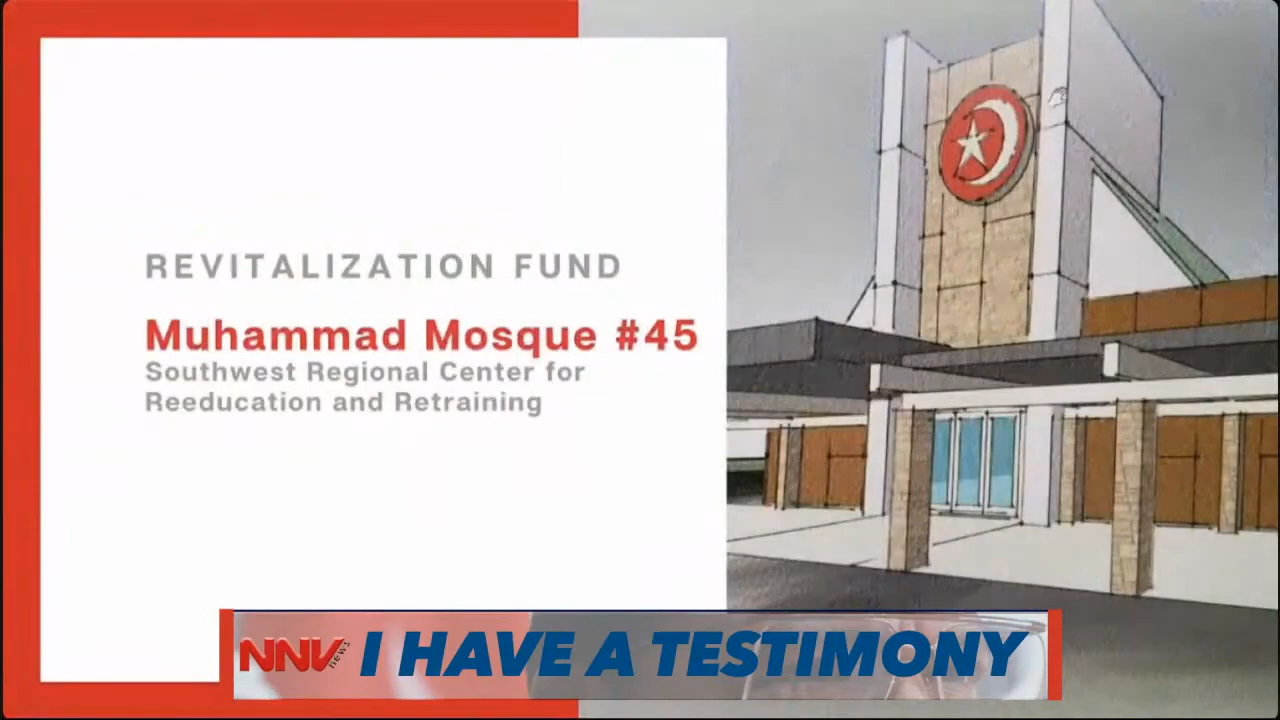 REVITALIZATION FUND
Muhammad Mosque #45
Southwest Regional Center for
Reeducation and Retraining
NNV news I HAVE A TESTIMONY